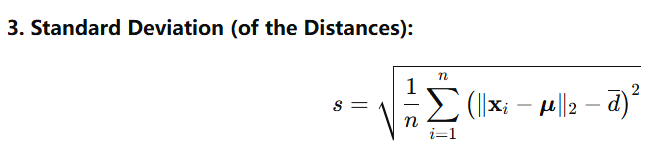 3. Standard Deviation (of the Distances):
$s = \sqrt{\frac{1}{n} \sum_{i=1}^{n} \left( \|\mathbf{x}_i - \boldsymbol{\mu}\|_2 - \overline{d} \right)^2}$